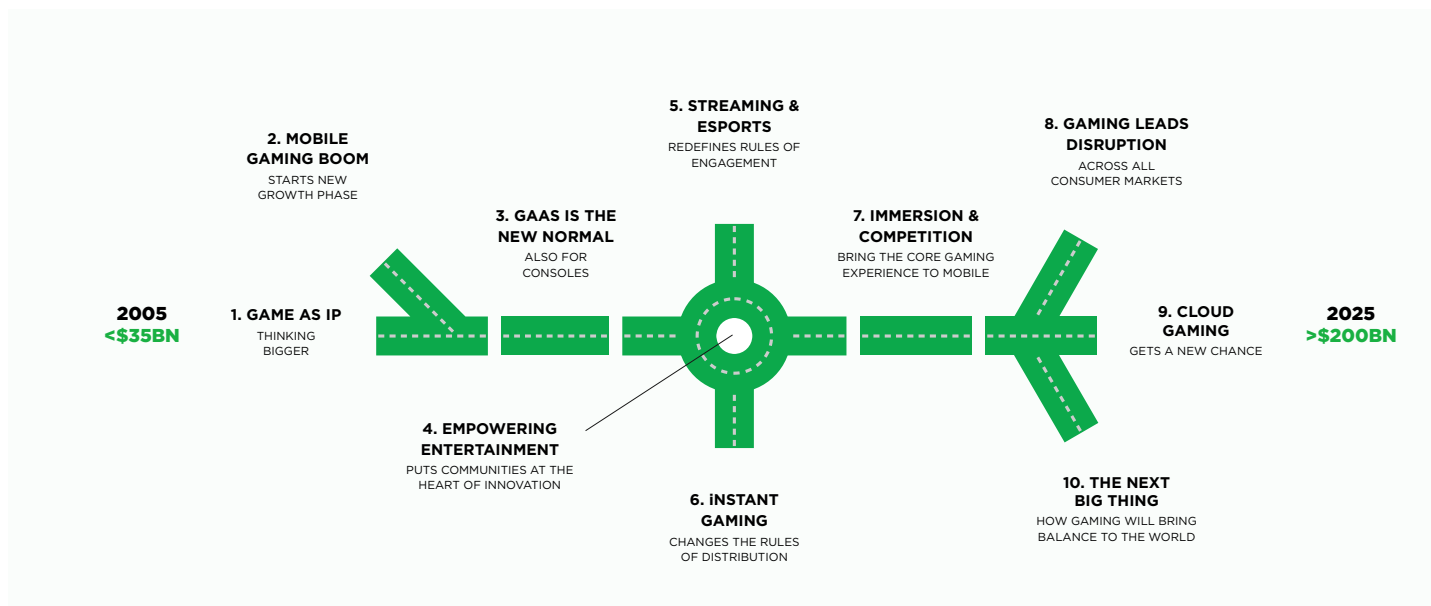 2005
<$35BN
1. GAME AS IP
THINKING
BIGGER
2. MOBILE
GAMING BOOM
STARTS NEW
GROWTH PHASE
3. GAAS IS THE
NEW NORMAL
ALSO FOR
CONSOLES
4. EMPOWERING
ENTERTAINMENT
PUTS COMMUNITIES AT THE
HEART OF INNOVATION
5. STREAMING &
ESPORTS
REDEFINES RULES OF
ENGAGEMENT
6. iNSTANT
GAMING
CHANGES THE RULES
OF DISTRIBUTION
7. IMMERSION &
COMPETITION
BRING THE CORE GAMING
EXPERIENCE TO MOBILE
8. GAMING LEADS
DISRUPTION
ACROSS ALL
CONSUMER MARKETS
9. CLOUD
GAMING
GETS A NEW CHANCE
10. THE NEXT
BIG THING
HOW GAMING WILL BRING
BALANCE TO THE WORLD
2025
>$200BN